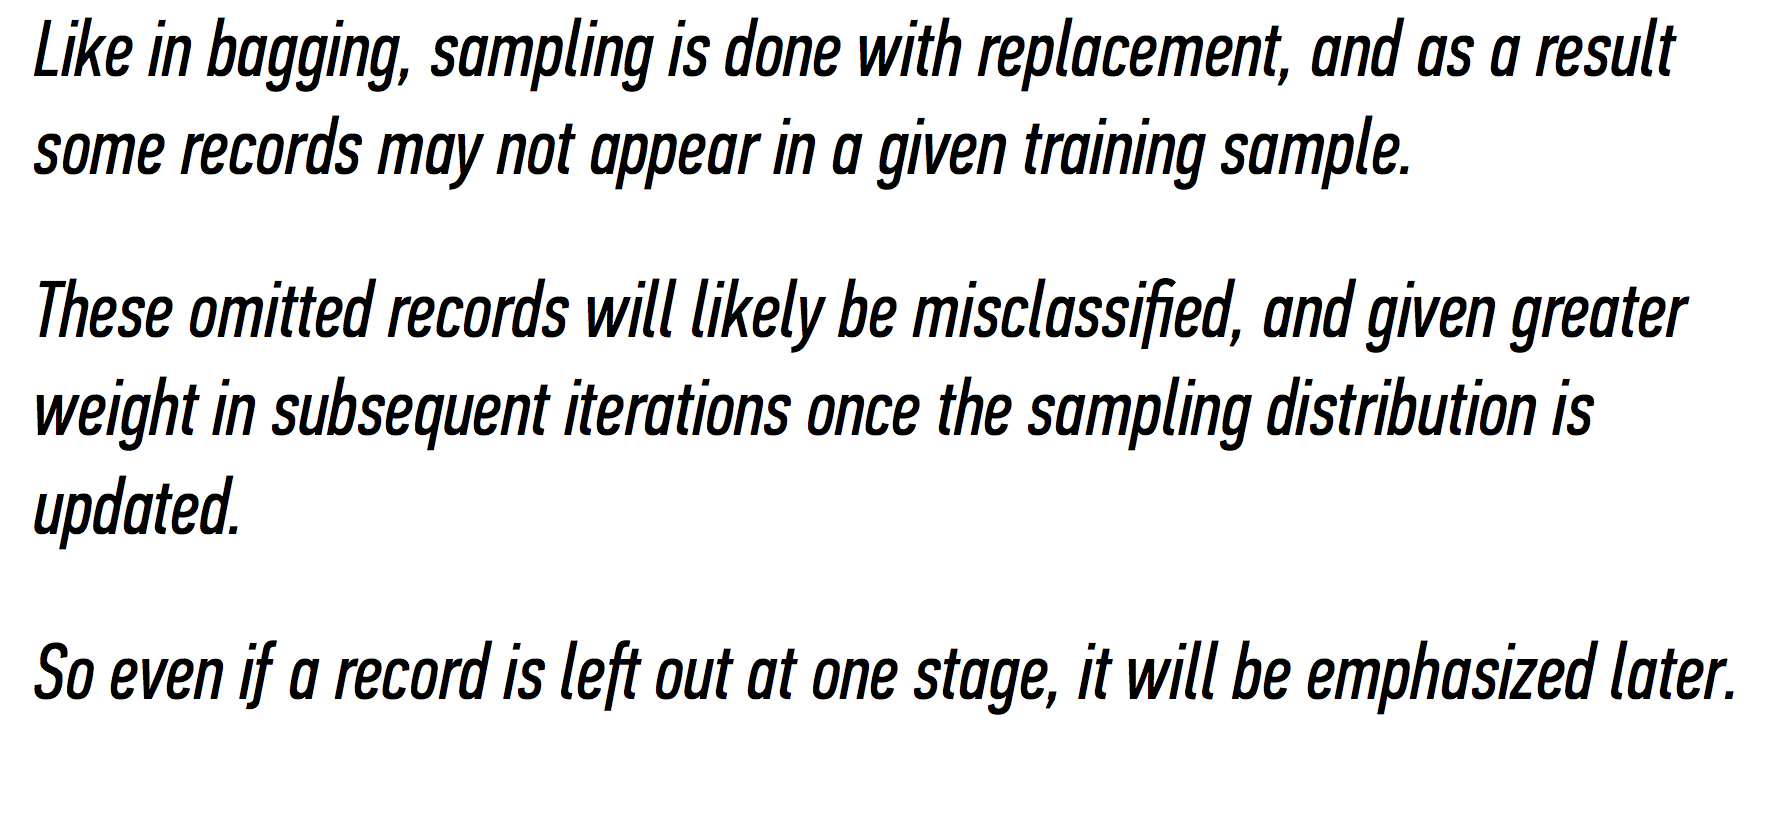 Like in bagging, sampling is done with replacement, and as a result
some records may not appear in a given training sample.
These omitted records will likely be misclassified, and given greater
weight in subsequent iterations once the sampling distribution is
updated.
So even if a record is left out at one stage, it will be emphasized later.